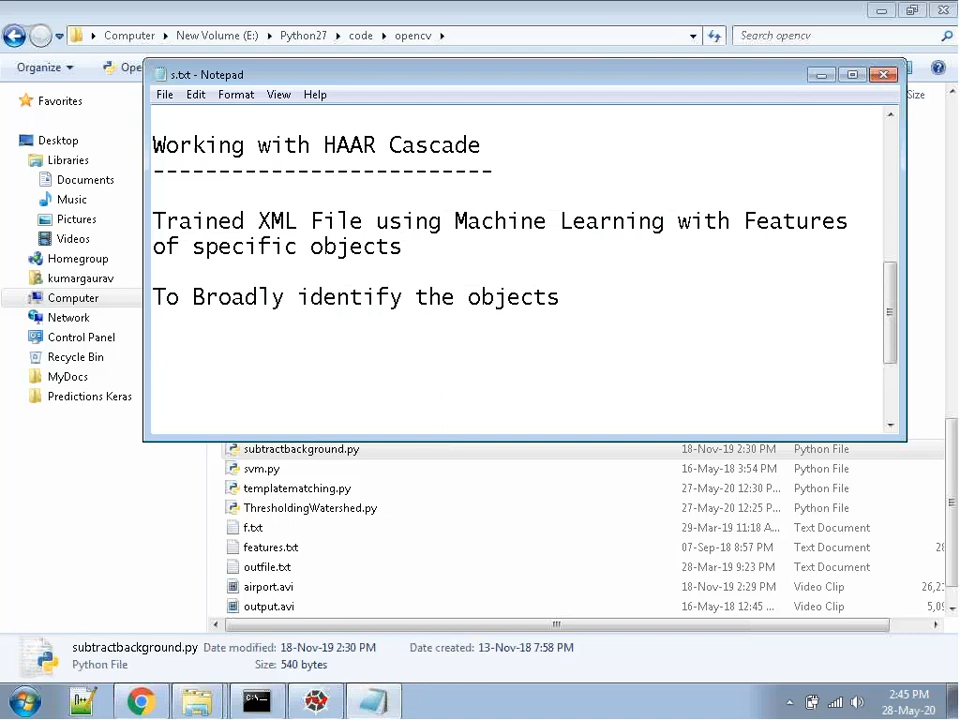 Computer
New Volume (E:)
Python27
code
opencv
Search opencv
Organize
Ope
s.txt - Notepad
File Edit Format View Help
Size
Working with HAAR Cascade
--------------------------
Trained XML File using Machine Learning with Features
of specific objects
To Broadly identify the objects
Favorites
Desktop
Libraries
Documents
Music
Pictures
Videos
Homegroup
kumargaurav
Computer
Network
Control Panel
Recycle Bin
MyDocs
Predictions Keras
subtractbackground.py 18-Nov-19 2:30 PM Python File
svm.py 16-May-18 3:54 PM Python File
templatematching.py 27-May-20 12:30 P... Python File
ThresholdingWatershed.py 27-May-20 12:25 P... Python File
f.txt 29-Mar-19 11:18 A... Text Document
features.txt 07-Sep-18 8:57 PM Text Document 28
outfile.txt 28-Mar-19 9:23 PM Text Document
airport.avi 18-Nov-19 2:29 PM Video Clip 26,2
output.avi 16-May-18 12:45 ... Video Clip 5,0
subtractbackground.py Date modified: 18-Nov-19 2:30 PM Date created: 13-Nov-18 7:58 PM
Python File Size: 540 bytes
2:45 PM
28-May-20